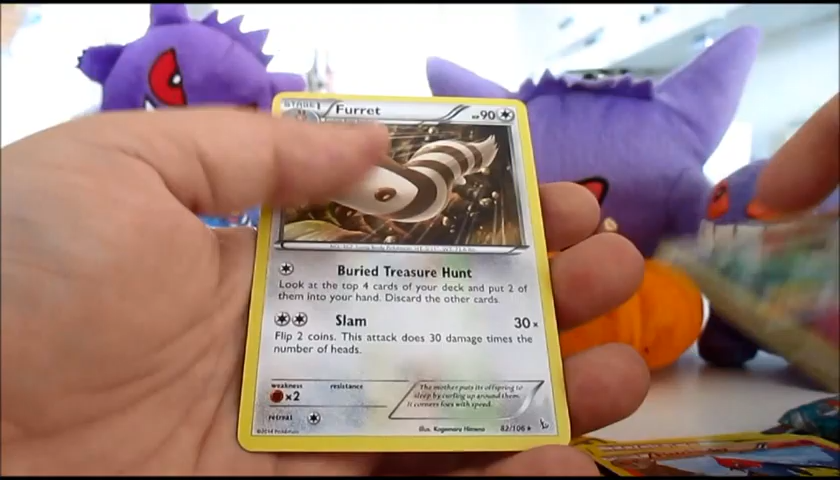 STAGE 1 Furret HP 90
Buried Treasure Hunt
Look at the top 4 cards of your deck and put 2 of
them into your hand. Discard the other cards.
Slam 30×
Flip 2 coins. This attack does 30 damage times the
number of heads.
weakness resistance
×2
The mother puts its offspring to
sleep by curling up around them.
It corners foes with speed.
retreat
Illus. Kagemaru Himeno 82/106